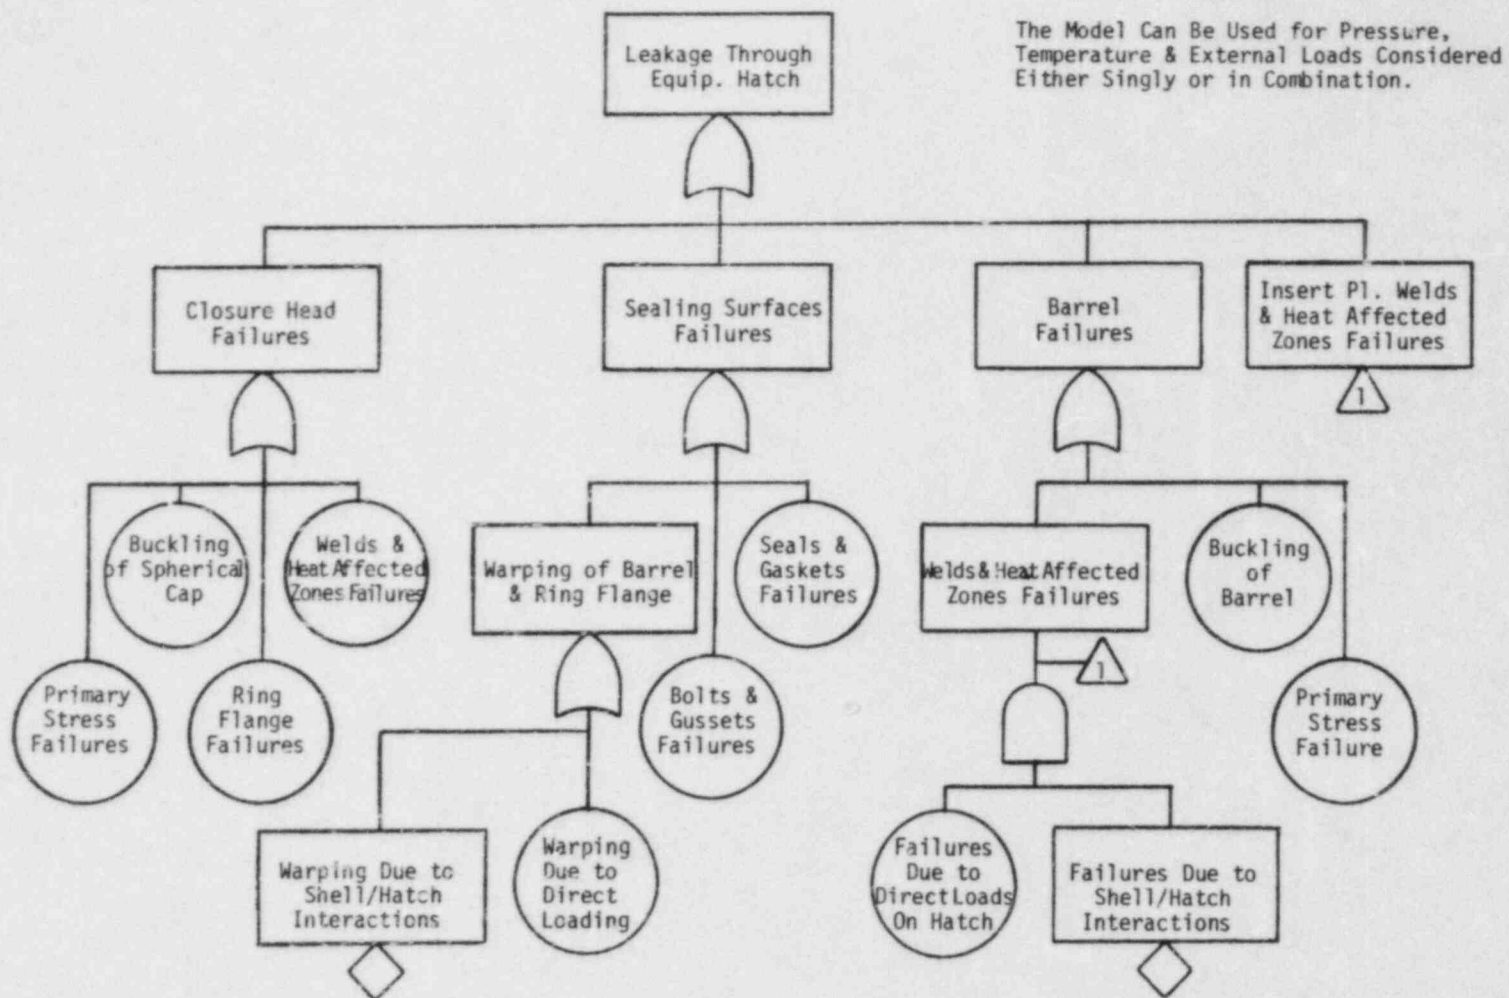 Leakage Through
Equip. Hatch
The Model Can Be Used for Pressure,
Temperature & External Loads Considered
Either Singly or in Combination.
Closure Head
Failures
Sealing Surfaces
Failures
Barrel
Failures
Insert Pl. Welds
& Heat Affected
Zones Failures
1
Buckling
of Spherical
Cap
Welds &
Heat Affected
Zones Failures
Warping of Barrel
& Ring Flange
Seals &
Gaskets
Failures
Welds & Heat Affected
Zones Failures
1
Buckling
of
Barrel
Primary
Stress
Failures
Ring
Flange
Failures
Bolts &
Gussets
Failures
Primary
Stress
Failure
Warping Due to
Shell/Hatch
Interactions
Warping
Due to
Direct
Loading
Failures
Due to
Direct Loads
On Hatch
Failures Due to
Shell/Hatch
Interactions